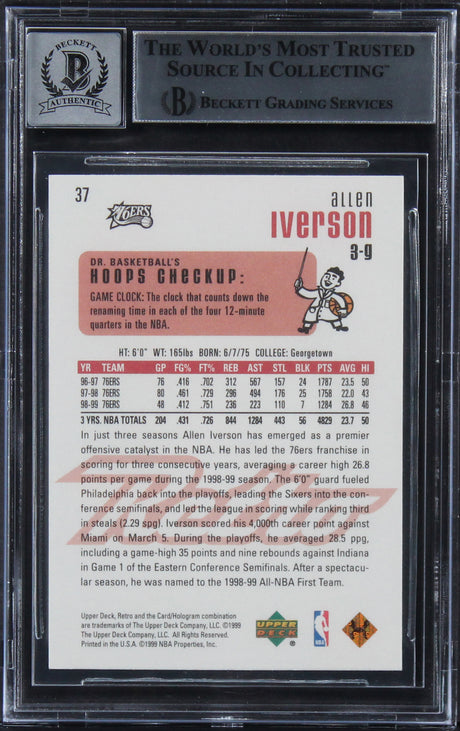 BECKETT
B
AUTHENTIC
THE WORLD'S MOST TRUSTED
SOURCE IN COLLECTING™
B BECKETT GRADING SERVICES
37
76ERS
allen
Iverson
3-g
DR. BASKETBALL'S
HOOPS CHECKUP:
GAME CLOCK: The clock that counts down the
renaming time in each of the four 12-minute
quarters in the NBA.
HT: 6'0" WT: 165lbs BORN: 6/7/75 COLLEGE: Georgetown
YR TEAM GP FG% FT% REB AST STL BLK PTS AVG HI
96-97 76ERS 76 .416 .702 312 567 157 24 1787 23.5 50
97-98 76ERS 80 .461 .729 296 494 176 25 1758 22.0 43
98-99 76ERS 48 .412 .751 236 223 110 7 1284 26.8 46
3 YRS. NBA TOTALS 204 .431 .726 844 1284 443 56 4829 23.7 50
Retro
In just three seasons Allen Iverson has emerged as a premier
offensive catalyst in the NBA. He has led the 76ers franchise in
scoring for three consecutive years, averaging a career high 26.8
points per game during the 1998-99 season. The 6'0" guard fueled
Philadelphia back into the playoffs, leading the Sixers into the con-
ference semifinals, and led the league in scoring while ranking third
in steals (2.29 spg). Iverson scored his 4,000th career point against
Miami on March 5. During the playoffs, he averaged 28.5 ppg,
including a game-high 35 points and nine rebounds against Indiana
in Game 1 of the Eastern Conference Semifinals. After a spectacu-
lar season, he was named to the 1998-99 All-NBA First Team.
Upper Deck, Retro and the Card/Hologram combination
are trademarks of The Upper Deck Company, LLC. ©1999
The Upper Deck Company, LLC. All Rights Reserved.
Printed in the U.S.A. ©1999 NBA Properties, Inc.
UPPER
DECK
®
NBA